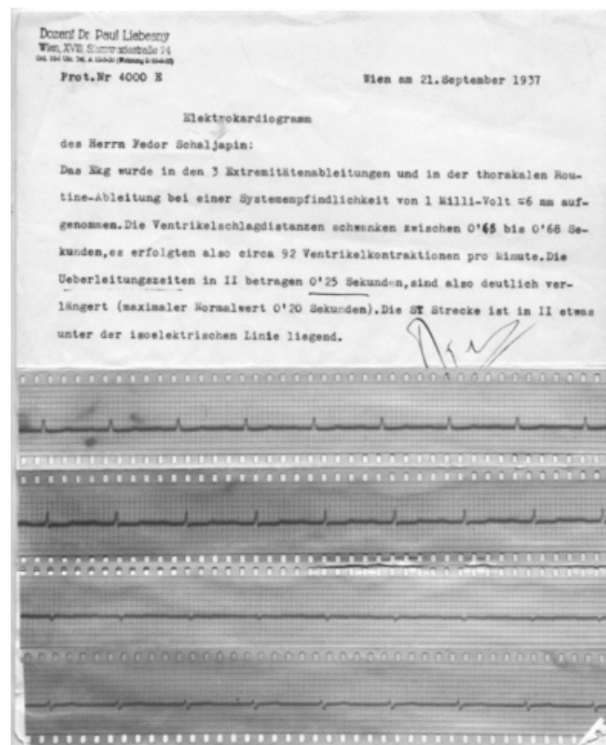 Dozent Dr. Paul Liebesny
Wien, XVIII.
Prot.Nr 4000 E
Wien am 21.September 1937
Elektrokardiogramm
des Herrn Fedor Schaljapin:
Das Ekg wurde in den 3 Extremitätenableitungen und in der thorakalen Rou-
tine-Ableitung bei einer Systemempfindlichkeit von 1 Milli-Volt =6 mm auf-
genommen.Die Ventrikelschlagdistanzen schwanken zwischen 0'65 bis 0'68 Se-
kunden,es erfolgten also circa 92 Ventrikelkontraktionen pro Minute.Die
Ueberleitungszeiten in II betragen 0'25 Sekunden,sind also deutlich ver-
längert (maximaler Normalwert 0'20 Sekunden).Die ST Strecke ist in II etwas
unter der isoelektrischen Linie liegend.